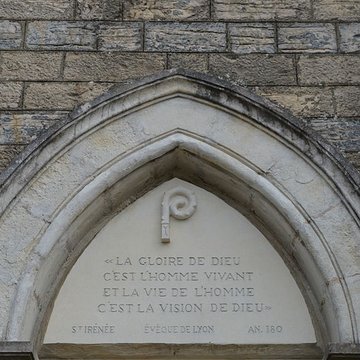 « LA GLOIRE DE DIEU
C'EST L'HOMME VIVANT
ET LA VIE DE L'HOMME
C'EST LA VISION DE DIEU »
ST IRÉNÉE ÉVÊQUE DE LYON AN. 180